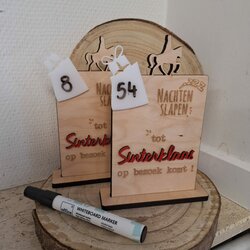 8
54
NACHTEN
SLAPEN
tot
Sinterklaas
op bezoek komt !
NACHTEN
SLAPEN
tot
Sinterklaas
op bezoek komt !
WHITEBOARD MARKER